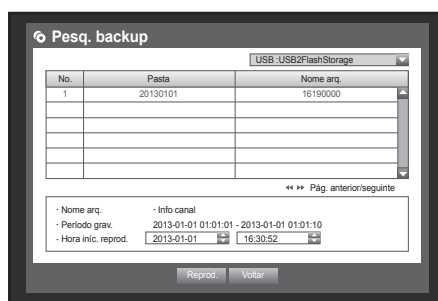 Pesq. backup
USB :USB2FlashStorage
No. Pasta Nome arq.
1 20130101 16190000
Pág. anterior/seguinte
· Nome arq. · Info canal
· Período grav. 2013-01-01 01:01:01 - 2013-01-01 01:01:10
· Hora iníc. reprod. 2013-01-01 16:30:52
Reprod. Voltar